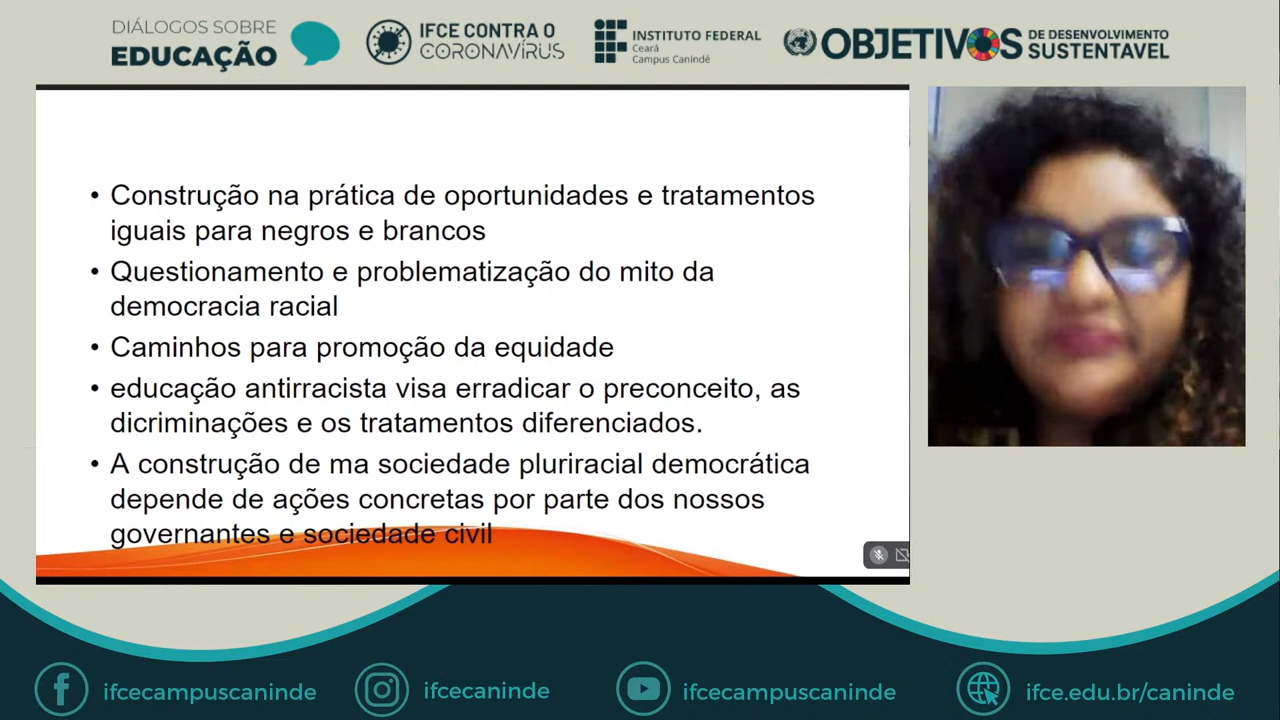 DIÁLOGOS SOBRE
EDUCAÇÃO
IFCE CONTRA O
CORONAVÍRUS
INSTITUTO FEDERAL
Ceará
Campus Canindé
OBJETIVOS
DE DESENVOLVIMENTO
SUSTENTAVEL
• Construção na prática de oportunidades e tratamentos
iguais para negros e brancos
• Questionamento e problematização do mito da
democracia racial
• Caminhos para promoção da equidade
• educação antirracista visa erradicar o preconceito, as
dicriminações e os tratamentos diferenciados.
• A construção de ma sociedade pluriracial democrática
depende de ações concretas por parte dos nossos
governantes e sociedade civil
ifcecampuscaninde
ifcecaninde
ifcecampuscaninde
ifce.edu.br/caninde